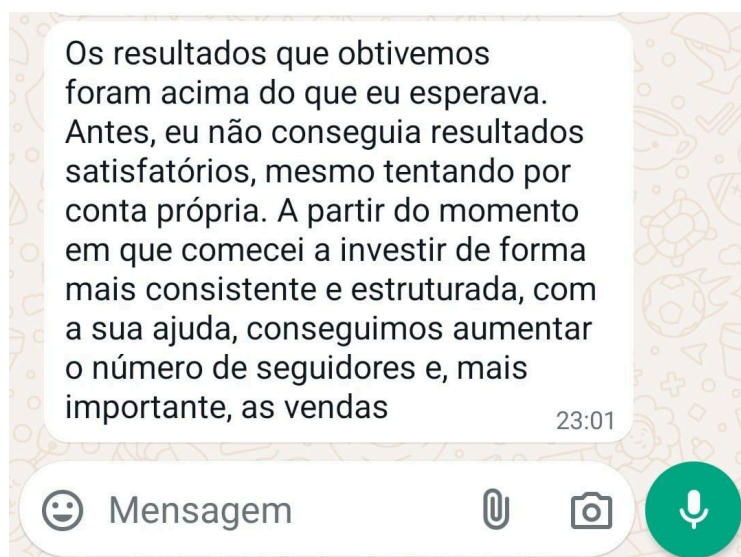 Os resultados que obtivemos
foram acima do que eu esperava.
Antes, eu não conseguia resultados
satisfatórios, mesmo tentando por
conta própria. A partir do momento
em que comecei a investir de forma
mais consistente e estruturada, com
a sua ajuda, conseguimos aumentar
o número de seguidores e, mais
importante, as vendas
23:01
Mensagem